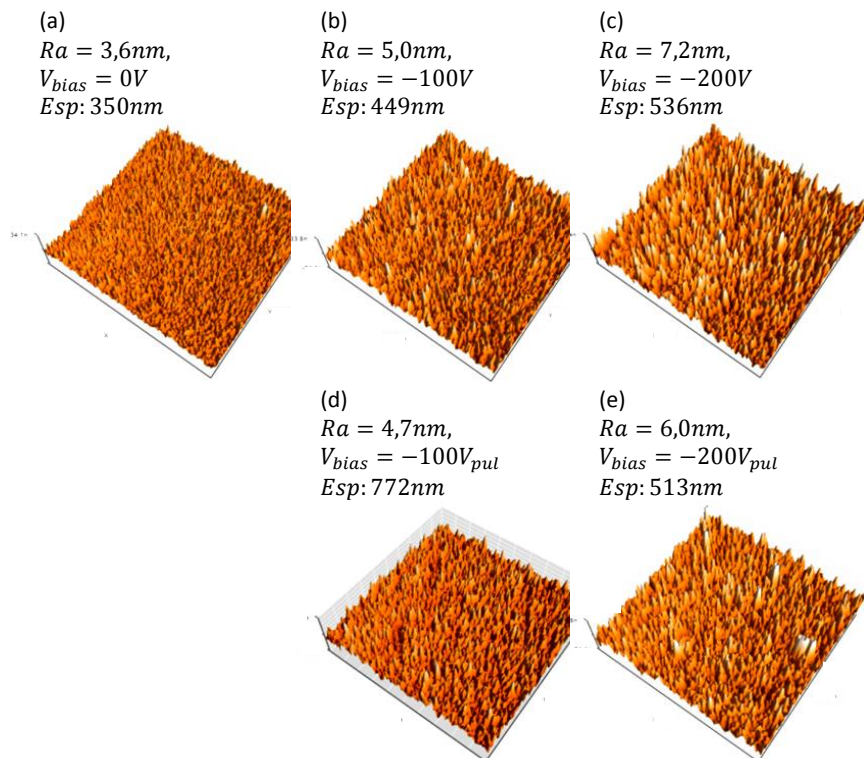 (a)
Ra = 3,6nm,
V_bias = 0V
Esp: 350nm
(b)
Ra = 5,0nm,
V_bias = −100V
Esp: 449nm
(c)
Ra = 7,2nm,
V_bias = −200V
Esp: 536nm
(d)
Ra = 4,7nm,
V_bias = −100V_pul
Esp: 772nm
(e)
Ra = 6,0nm,
V_bias = −200V_pul
Esp: 513nm